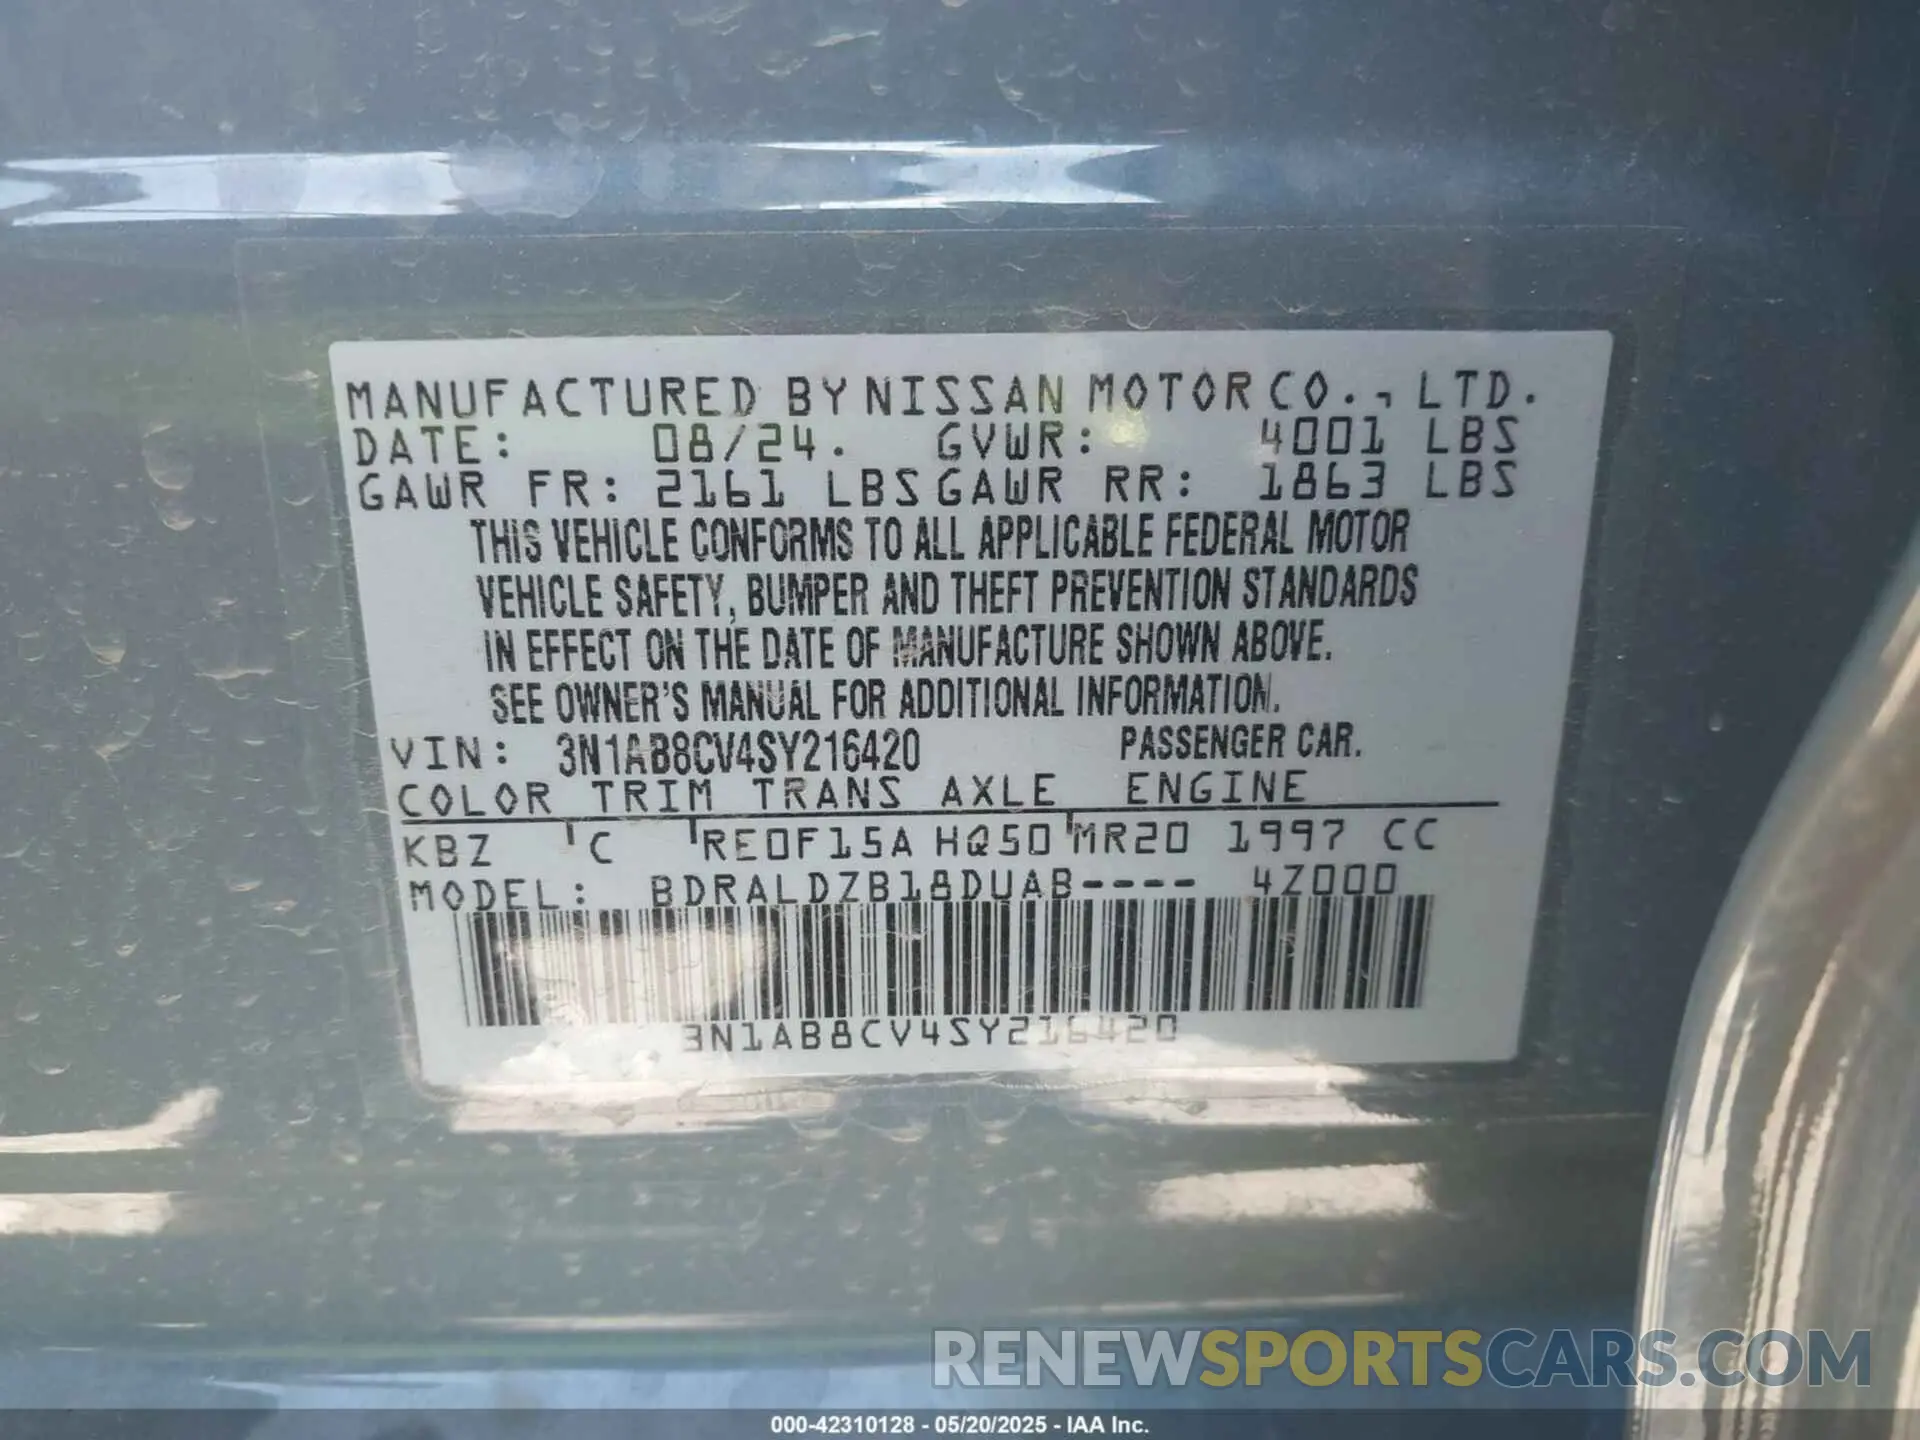 MANUFACTURED BY NISSAN MOTOR CO., LTD.
DATE: 08/24. GVWR: 4001 LBS
GAWR FR: 2161 LBS GAWR RR: 1863 LBS
THIS VEHICLE CONFORMS TO ALL APPLICABLE FEDERAL MOTOR
VEHICLE SAFETY, BUMPER AND THEFT PREVENTION STANDARDS
IN EFFECT ON THE DATE OF MANUFACTURE SHOWN ABOVE.
SEE OWNER'S MANUAL FOR ADDITIONAL INFORMATION.
VIN: 3N1AB8CV4SY216420 PASSENGER CAR.
COLOR TRIM TRANS AXLE ENGINE
KBZ C RE0F15A HQ50 MR20 1997 CC
MODEL: BDRALDZB18DUAB---- 4Z000
3N1AB8CV4SY216420
RENEWSPORTSCARS.COM
000-42310128 - 05/20/2025 - IAA Inc.